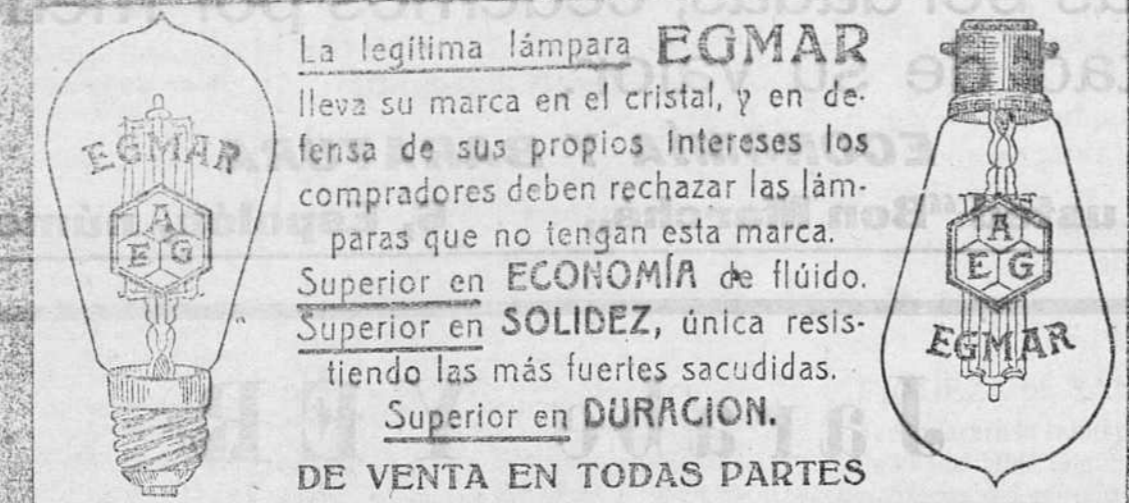 La legítima lámpara EGMAR
lleva su marca en el cristal, y en de-
fensa de sus propios intereses los
compradores deben rechazar las lám-
paras que no tengan esta marca.
Superior en ECONOMÍA de flúido.
Superior en SOLIDEZ, única resis-
tiendo las más fuertes sacudidas.
Superior en DURACION.
DE VENTA EN TODAS PARTES
EGMAR
A
E G
A
E G
EGMAR